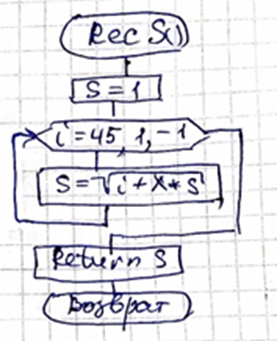 Rec S()
S = 1
i = 45, 1, -1
S = √i + x * S
Return S
Возврат